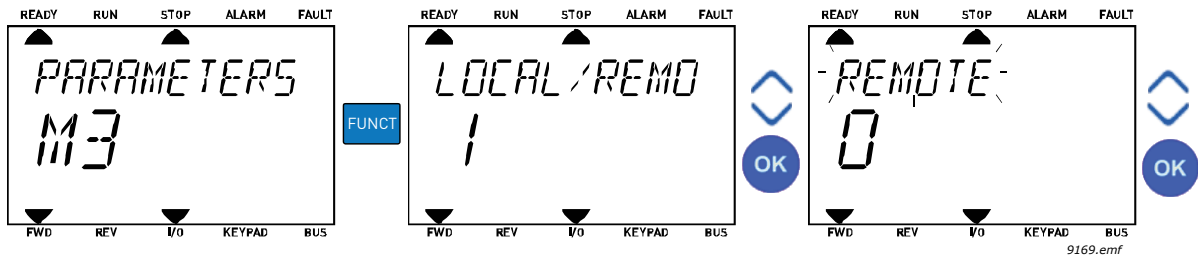 READY RUN STOP ALARM FAULT
PARAMETERS
M3
FWD REV I/O KEYPAD BUS
FUNCT
READY RUN STOP ALARM FAULT
LOCAL/REMO
1
FWD REV I/O KEYPAD BUS
OK
READY RUN STOP ALARM FAULT
REMOTE
0
FWD REV I/O KEYPAD BUS
OK
9169.emf